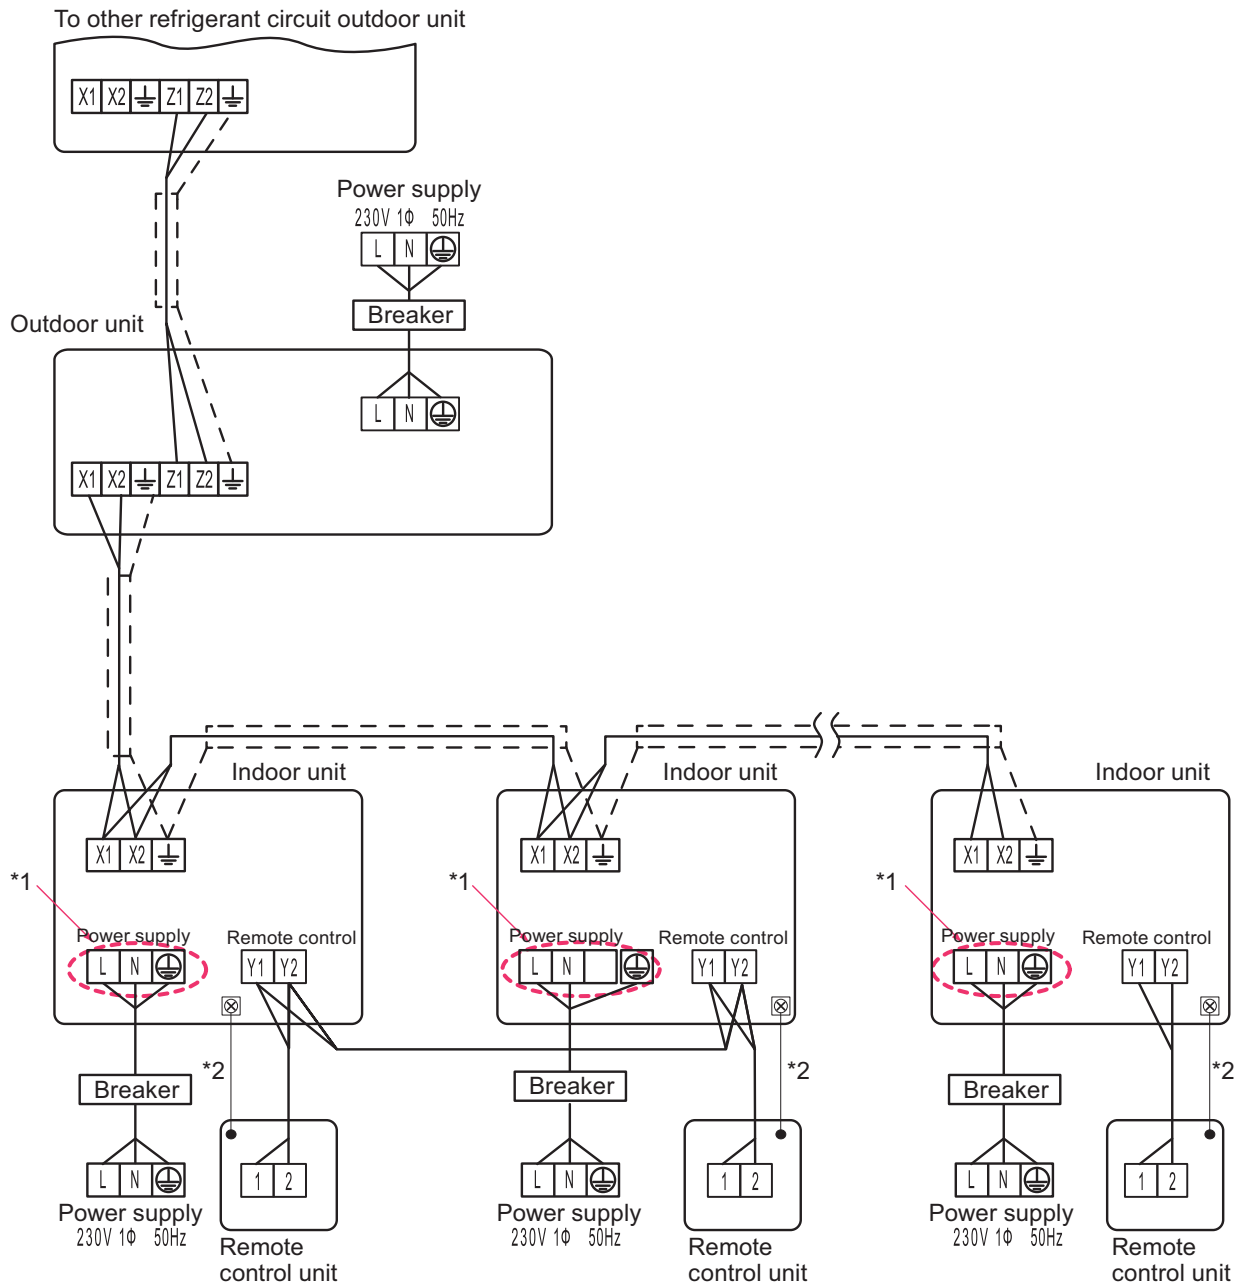 To other refrigerant circuit outdoor unit
X1 X2 Z1 Z2
Power supply
230V 1Φ 50Hz
L N
Breaker
Outdoor unit
L N
X1 X2 Z1 Z2
Indoor unit
Indoor unit
Indoor unit
X1 X2
X1 X2
X1 X2
*1
*1
*1
Power supply
Remote control
Power supply
Remote control
Power supply
Remote control
L N
Y1 Y2
L N
Y1 Y2
L N
Y1 Y2
*2
*2
*2
Breaker
Breaker
Breaker
L N
1 2
L N
1 2
L N
1 2
Power supply
230V 1Φ 50Hz
Remote
control unit
Power supply
230V 1Φ 50Hz
Remote
control unit
Power supply
230V 1Φ 50Hz
Remote
control unit